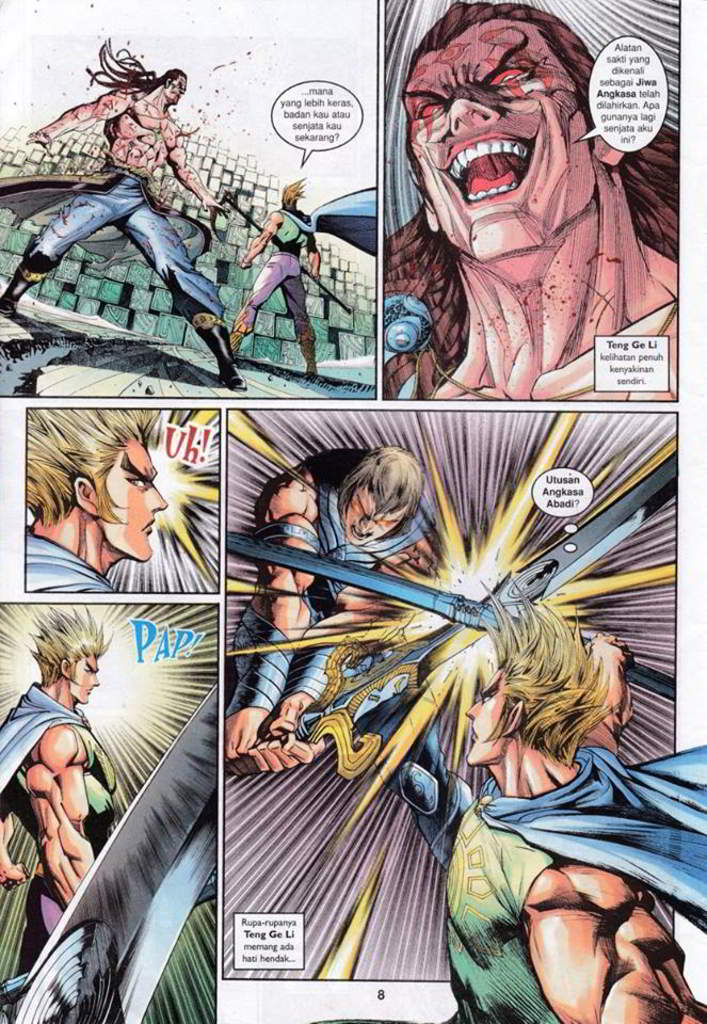 ...mana
yang lebih keras,
badan kau atau
senjata kau
sekarang?
Alatan
sakti yang
dikenali
sebagai Jiwa
Angkasa telah
dilahirkan. Apa
gunanya lagi
senjata aku
ini?
Teng Ge Li
kelihatan penuh
kenyakinan
sendiri.
Uh!
PAP!
Utusan
Angkasa
Abadi?
Rupa-rupanya
Teng Ge Li
memang ada
hati hendak...
8